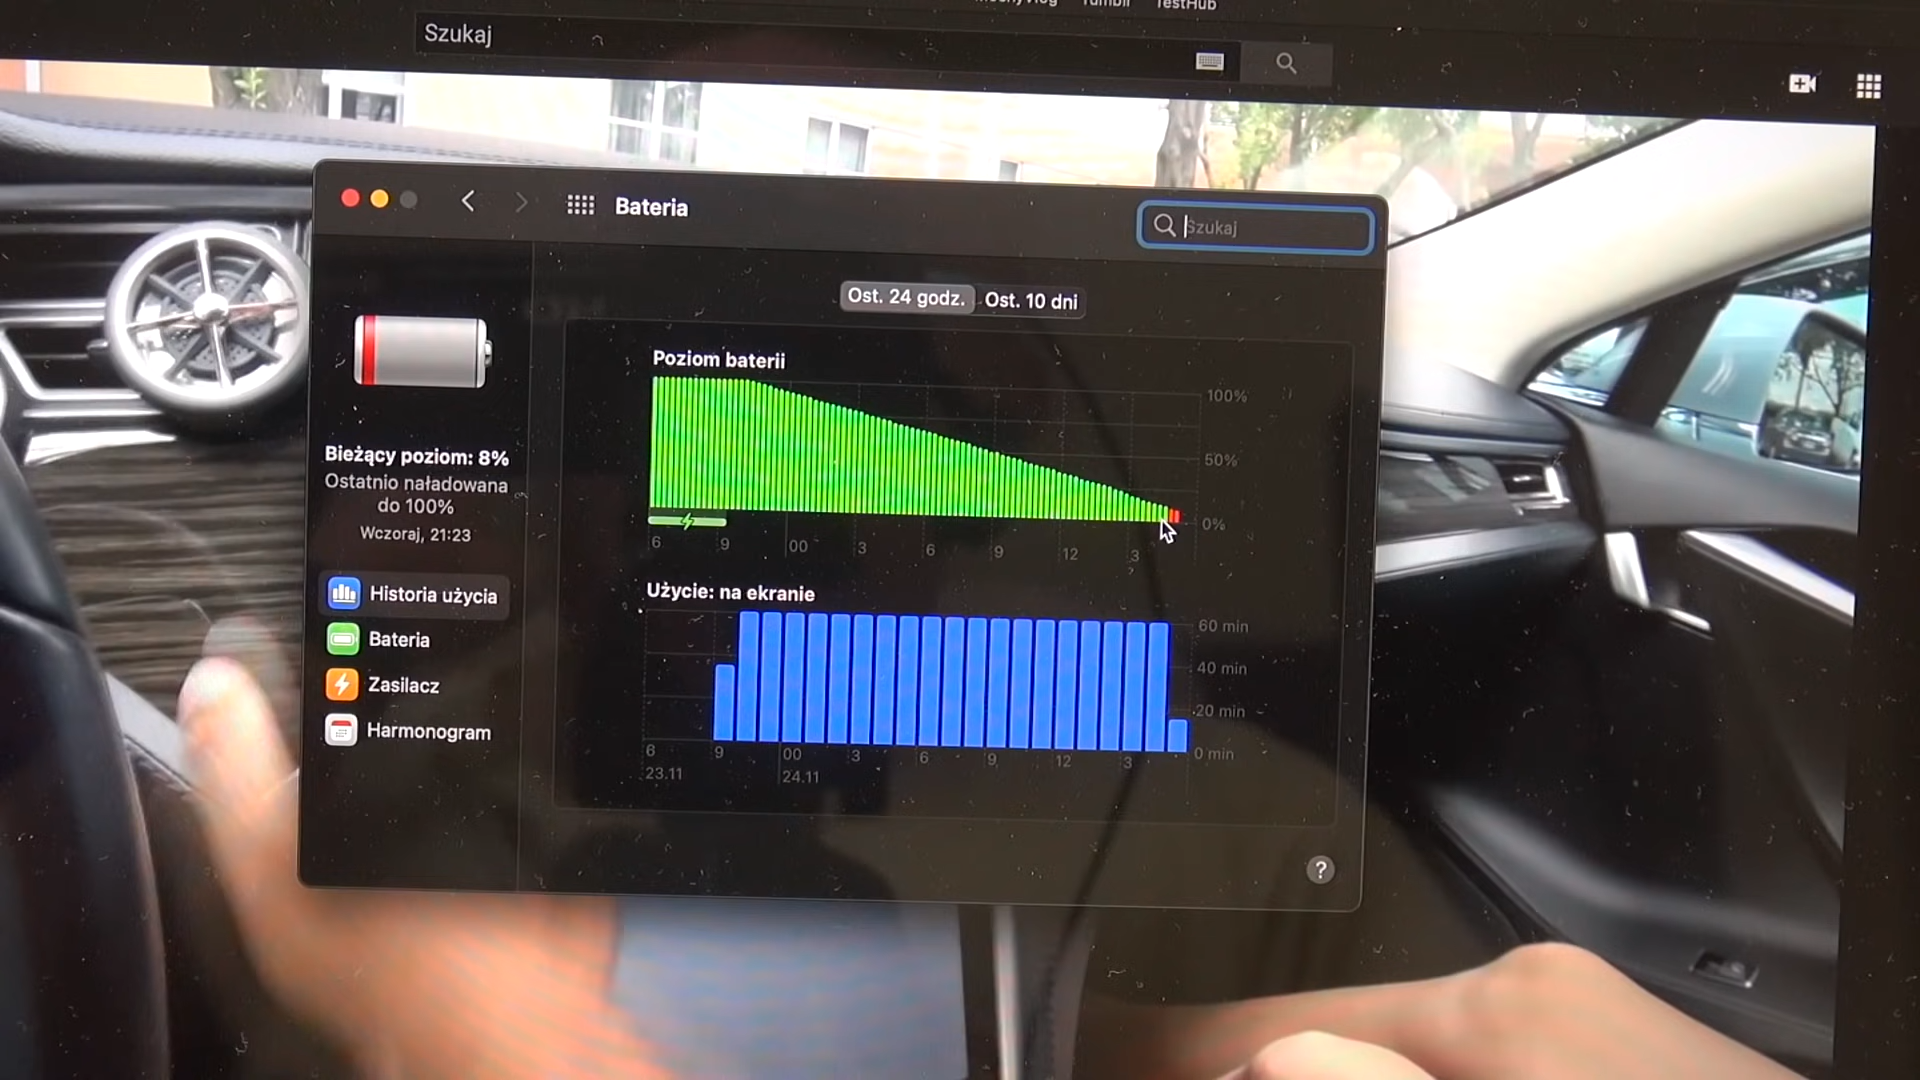 Tumblr
TestHub
Szukaj
Bateria
Szukaj
Ost. 24 godz.
Ost. 10 dni
Poziom baterii
100%
50%
0%
6 9 00 3 6 9 12 3
Bieżący poziom: 8%
Ostatnio naładowana
do 100%
Wczoraj, 21:23
Historia użycia
Bateria
Zasilacz
Harmonogram
Użycie: na ekranie
60 min
40 min
20 min
0 min
6 9 00 3 6 9 12 3
23.11 24.11
?